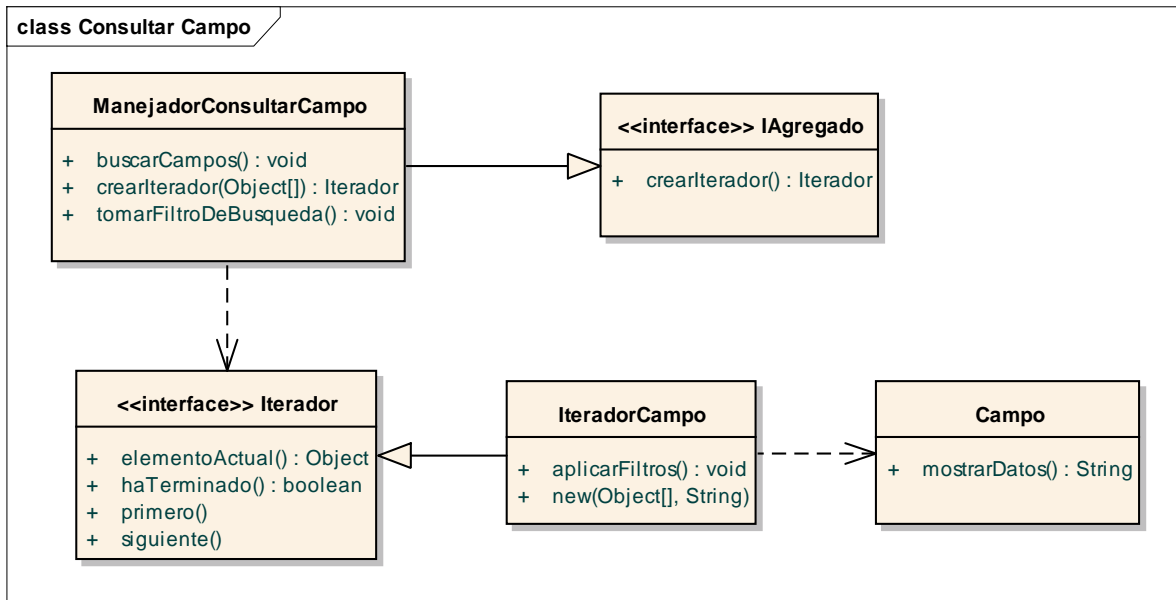 class Consultar Campo
ManejadorConsultarCampo
+ buscarCampos() : void
+ crearIterador(Object[]) : Iterador
+ tomarFiltroDeBusqueda() : void
<<interface>> IAgregado
+ crearIterador() : Iterador
<<interface>> Iterador
+ elementoActual() : Object
+ haTerminado() : boolean
+ primero()
+ siguiente()
IteradorCampo
+ aplicarFiltros() : void
+ new(Object[], String)
Campo
+ mostrarDatos() : String